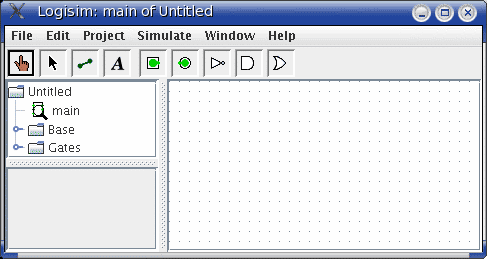 Logisim: main of Untitled
File Edit Project Simulate Window Help
A
Untitled
main
Base
Gates